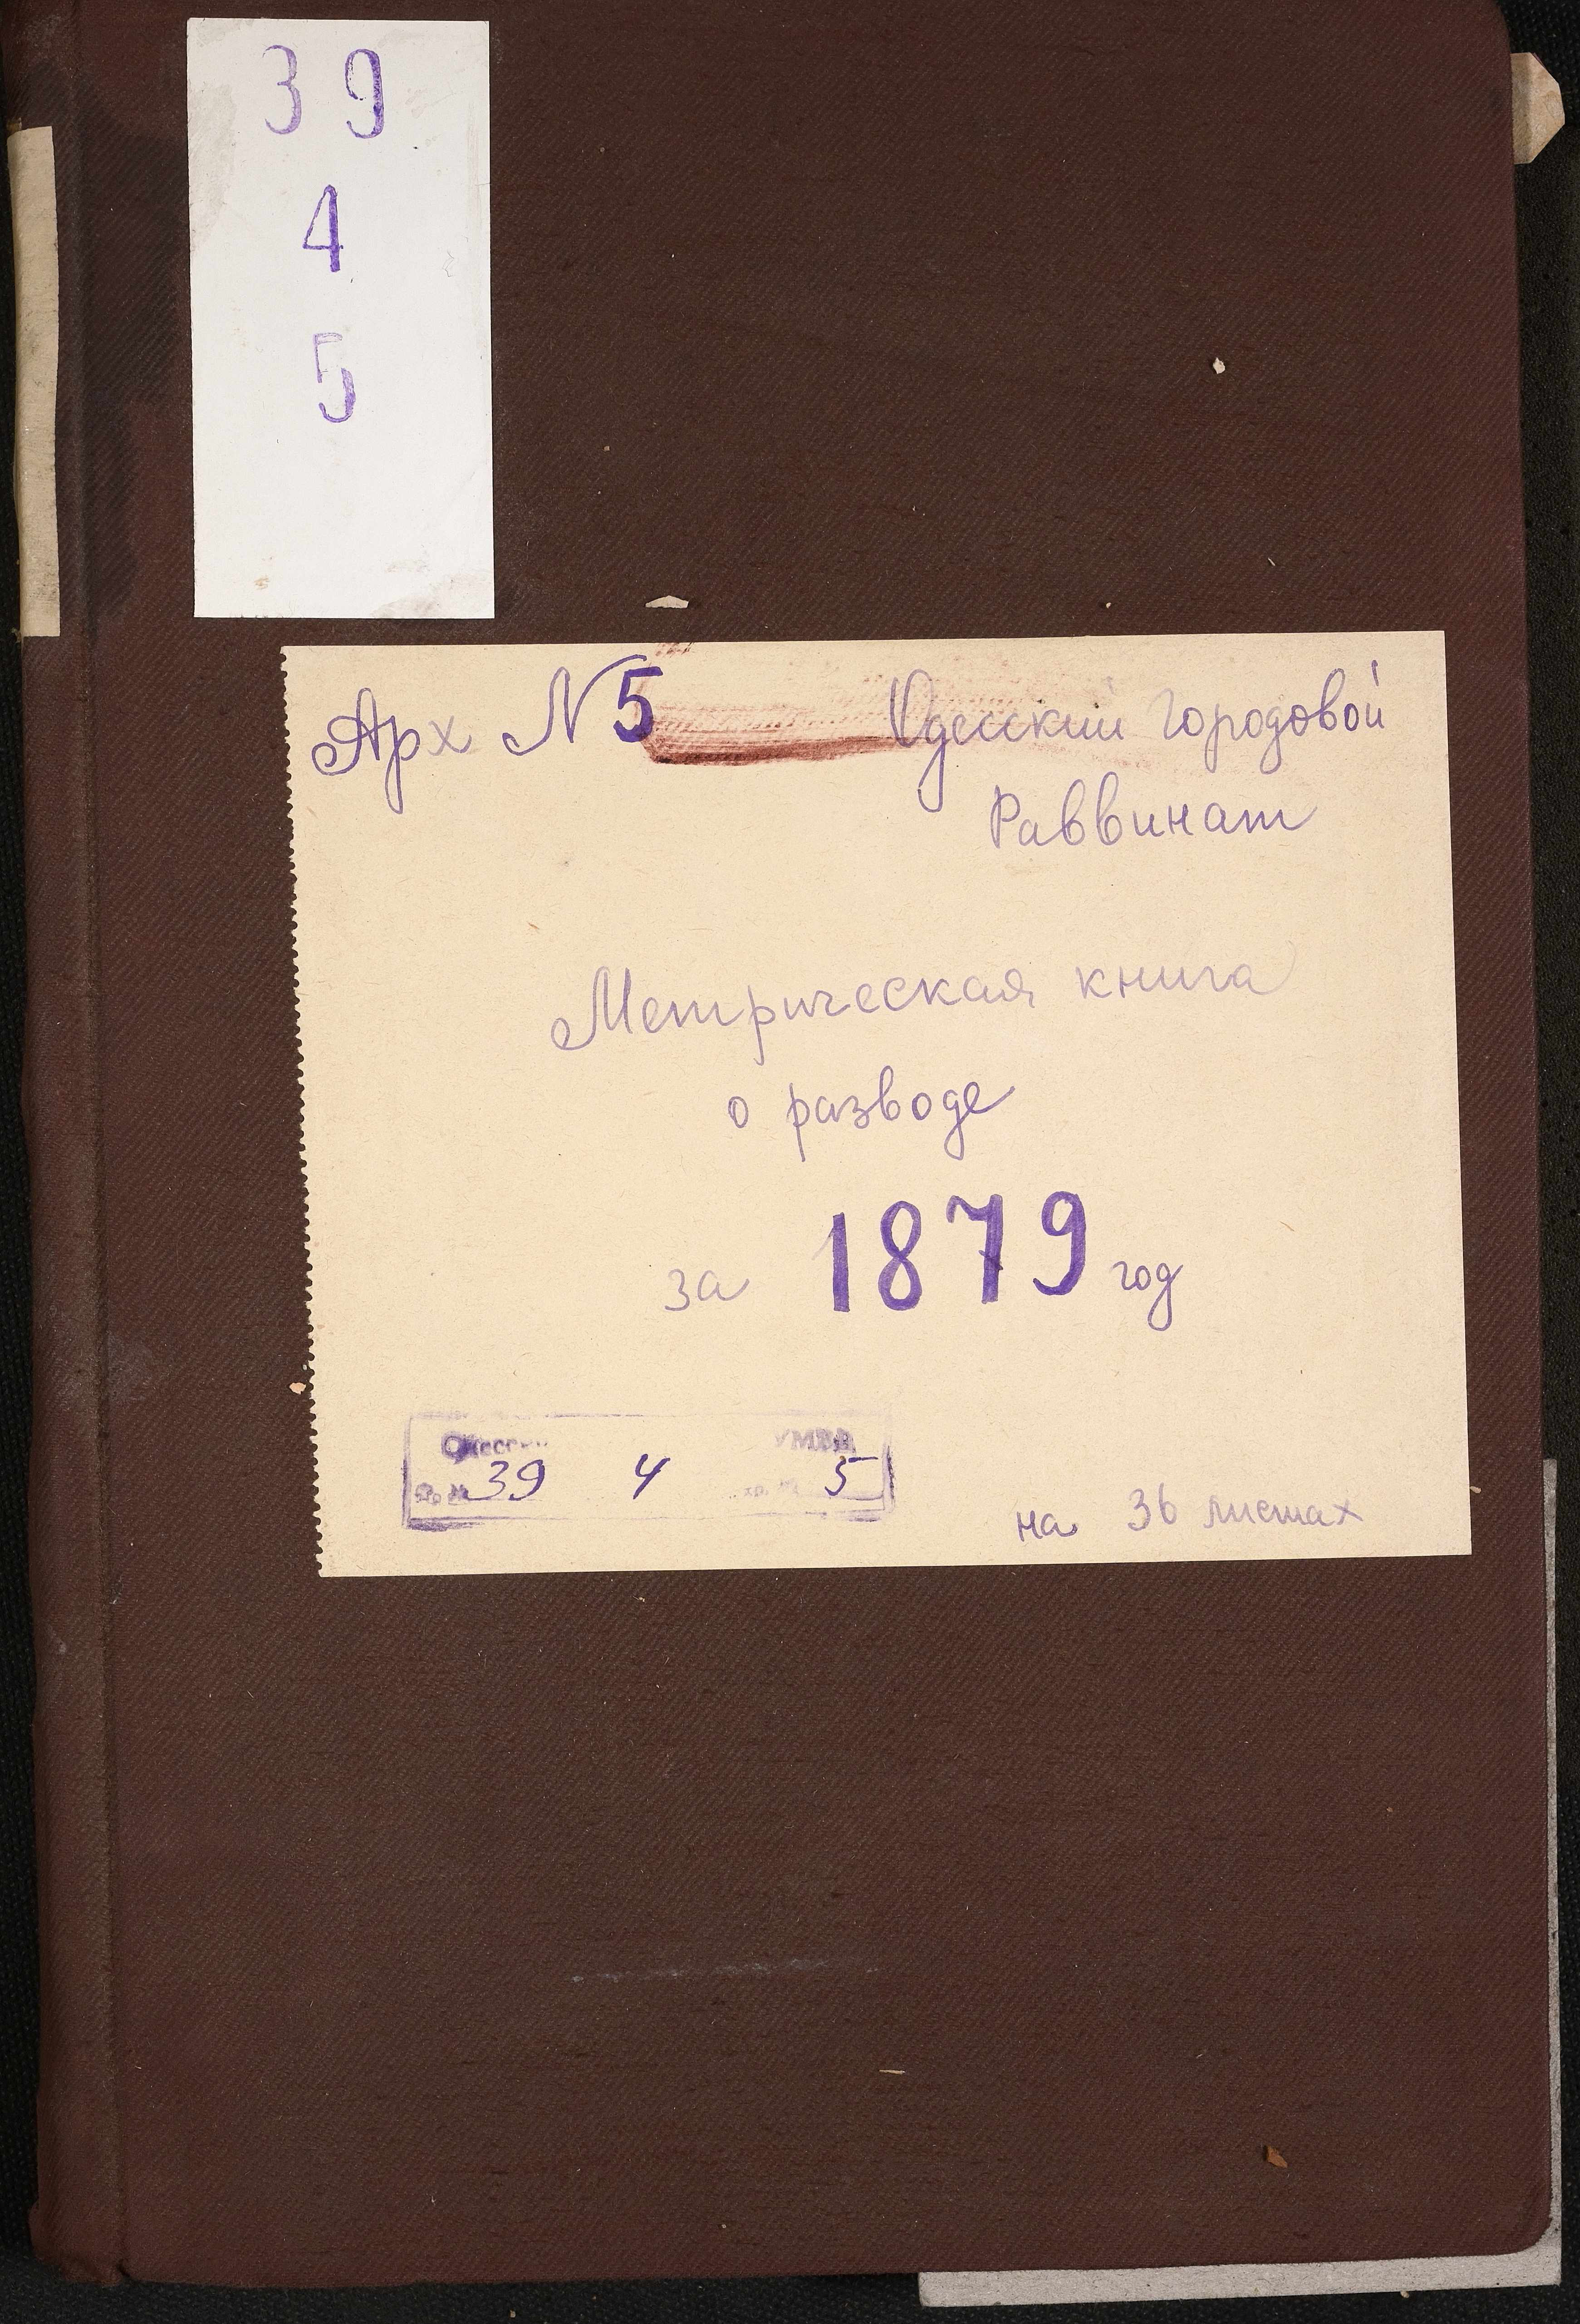 39
4
5
Арх N 5
Одесский Городовой
Раввинат
Метрическая книга
о разводе
за 1879 год
39 4 5
на 36 листах